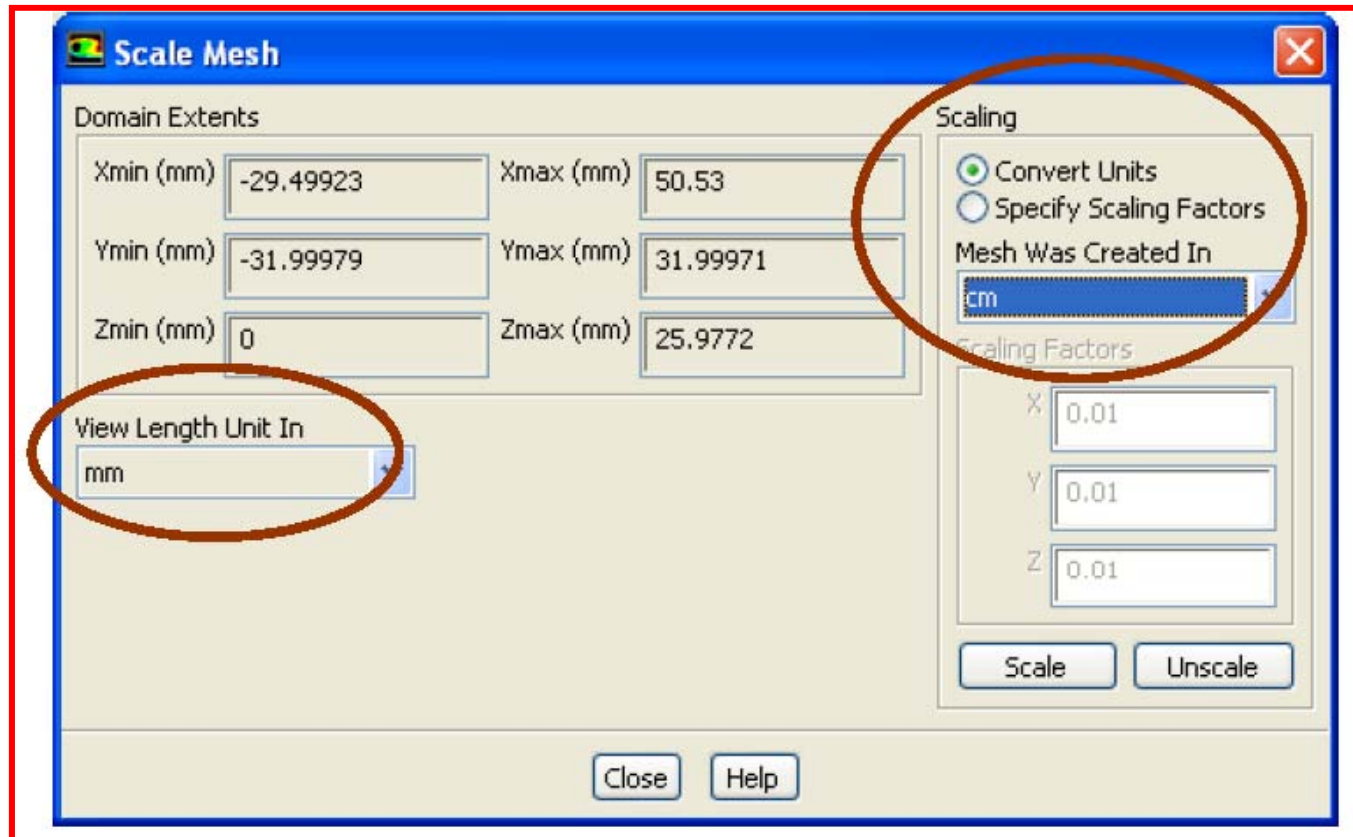 Scale Mesh
Domain Extents
Xmin (mm) -29.49923 Xmax (mm) 50.53
Ymin (mm) -31.99979 Ymax (mm) 31.99971
Zmin (mm) 0 Zmax (mm) 25.9772
View Length Unit In
mm
Scaling
Convert Units
Specify Scaling Factors
Mesh Was Created In
cm
Scaling Factors
X 0.01
Y 0.01
Z 0.01
Scale Unscale
Close Help